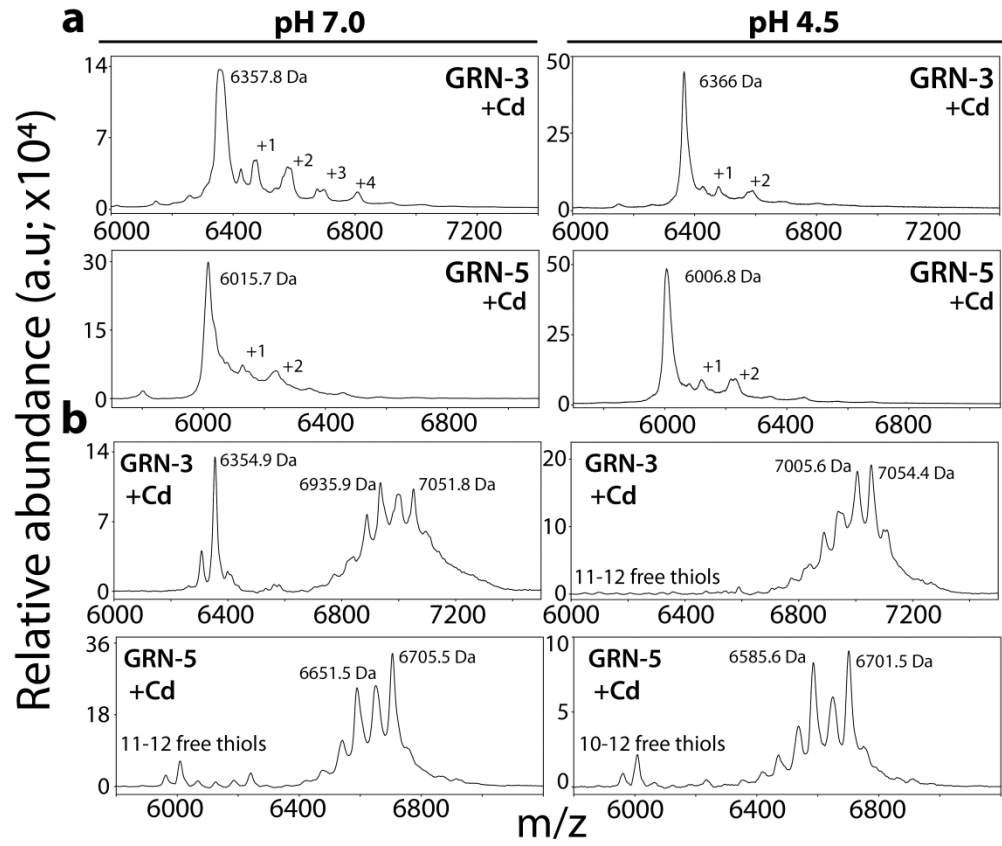 a
pH 7.0
pH 4.5
Relative abundance (a.u; x10⁴)
14
7
0
6357.8 Da
+1
+2
+3
+4
GRN-3
+Cd
6000
6400
6800
7200
50
25
0
6366 Da
+1
+2
GRN-3
+Cd
6000
6400
6800
7200
30
15
0
6015.7 Da
+1
+2
GRN-5
+Cd
6000
6400
6800
50
25
0
6006.8 Da
+1
+2
GRN-5
+Cd
6000
6400
6800
b
14
7
0
GRN-3
+Cd
6354.9 Da
6935.9 Da
7051.8 Da
6000
6400
6800
7200
20
10
0
GRN-3
+Cd
7005.6 Da
7054.4 Da
11-12 free thiols
6000
6400
6800
7200
36
18
0
GRN-5
+Cd
6651.5 Da
6705.5 Da
11-12 free thiols
6000
6400
6800
10
5
0
GRN-5
+Cd
6585.6 Da
6701.5 Da
10-12 free thiols
6000
6400
6800
m/z